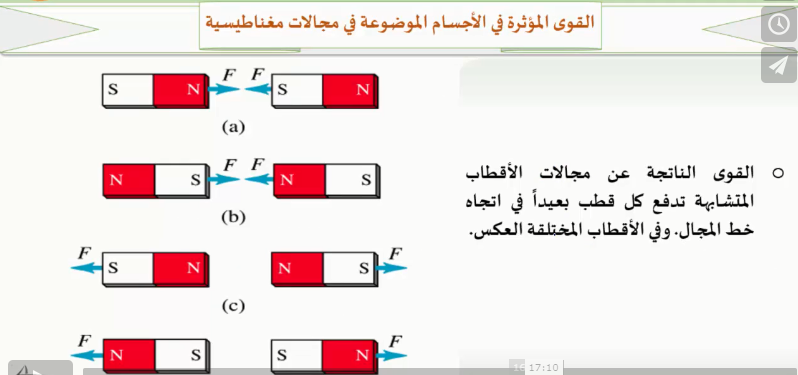 القوى المؤثرة في الأجسام الموضوعة في مجالات مغناطيسية
F F
S N S N
(a)
F F
N S N S
(b)
F F
S N N S
(c)
F F
N S S N
القوى الناتجة عن مجالات الأقطاب
المتشابهة تدفع كل قطب بعيداً في اتجاه
خط المجال. وفي الأقطاب المختلقة العكس.
17:10